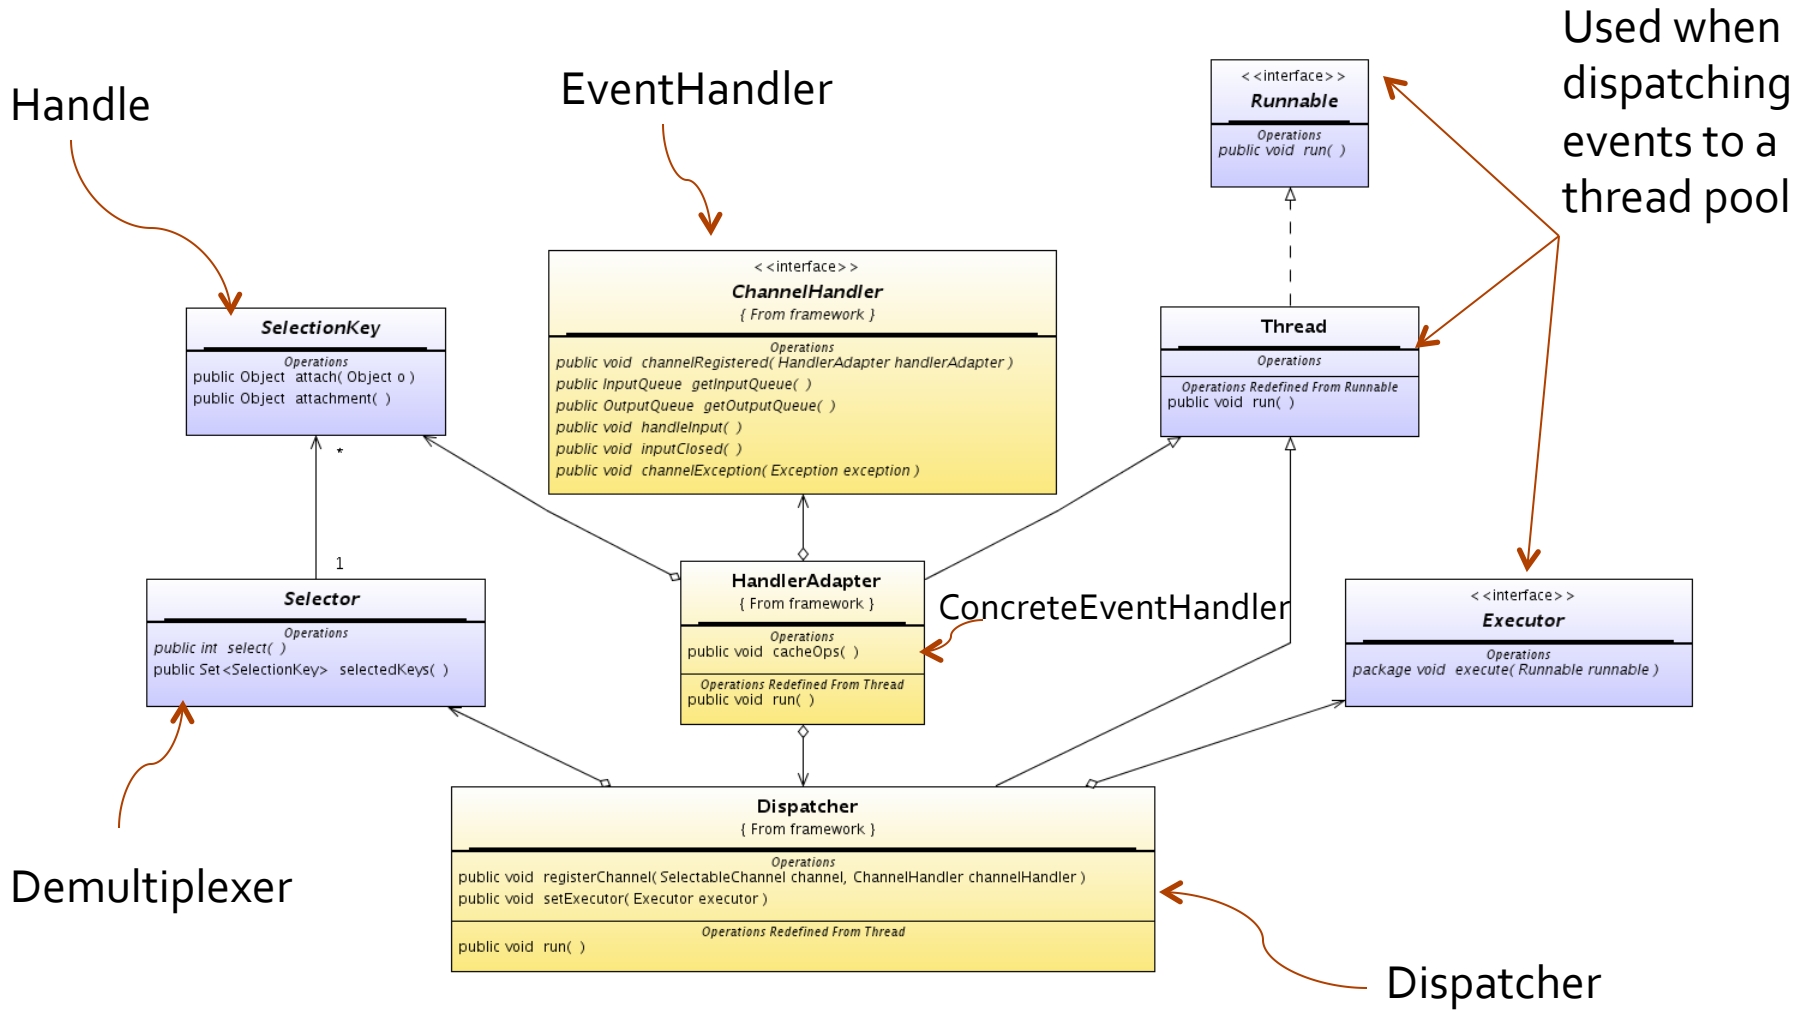 Used when
dispatching
events to a
thread pool
Handle
EventHandler
<<interface>>
Runnable
Operations
public void run( )
<<interface>>
ChannelHandler
{ From framework }
Operations
public void channelRegistered( HandlerAdapter handlerAdapter )
public InputQueue getInputQueue( )
public OutputQueue getOutputQueue( )
public void handleInput( )
public void inputClosed( )
public void channelException( Exception exception )
SelectionKey
Operations
public Object attach( Object o )
public Object attachment( )
Thread
Operations
Operations Redefined From Runnable
public void run( )
*
1
Selector
Operations
public int select( )
public Set<SelectionKey> selectedKeys( )
HandlerAdapter
{ From framework }
Operations
public void cacheOps( )
Operations Redefined From Thread
public void run( )
ConcreteEventHandler
<<interface>>
Executor
Operations
package void execute( Runnable runnable )
Demultiplexer
Dispatcher
{ From framework }
Operations
public void registerChannel( SelectableChannel channel, ChannelHandler channelHandler )
public void setExecutor( Executor executor )
Operations Redefined From Thread
public void run( )
Dispatcher